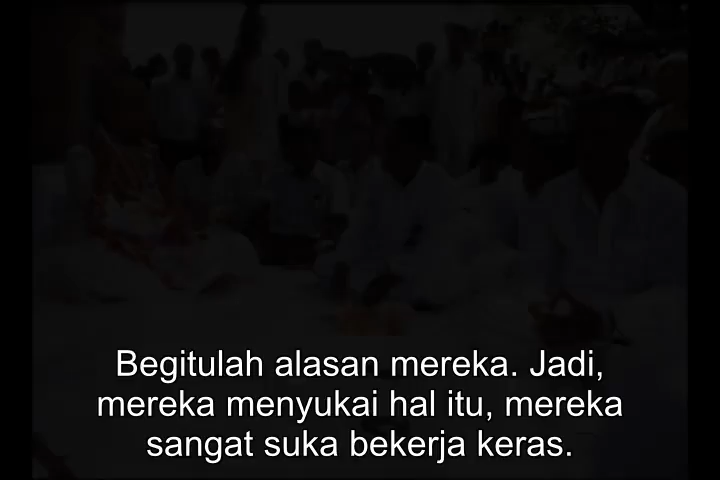 Begitulah alasan mereka. Jadi,
mereka menyukai hal itu, mereka
sangat suka bekerja keras.